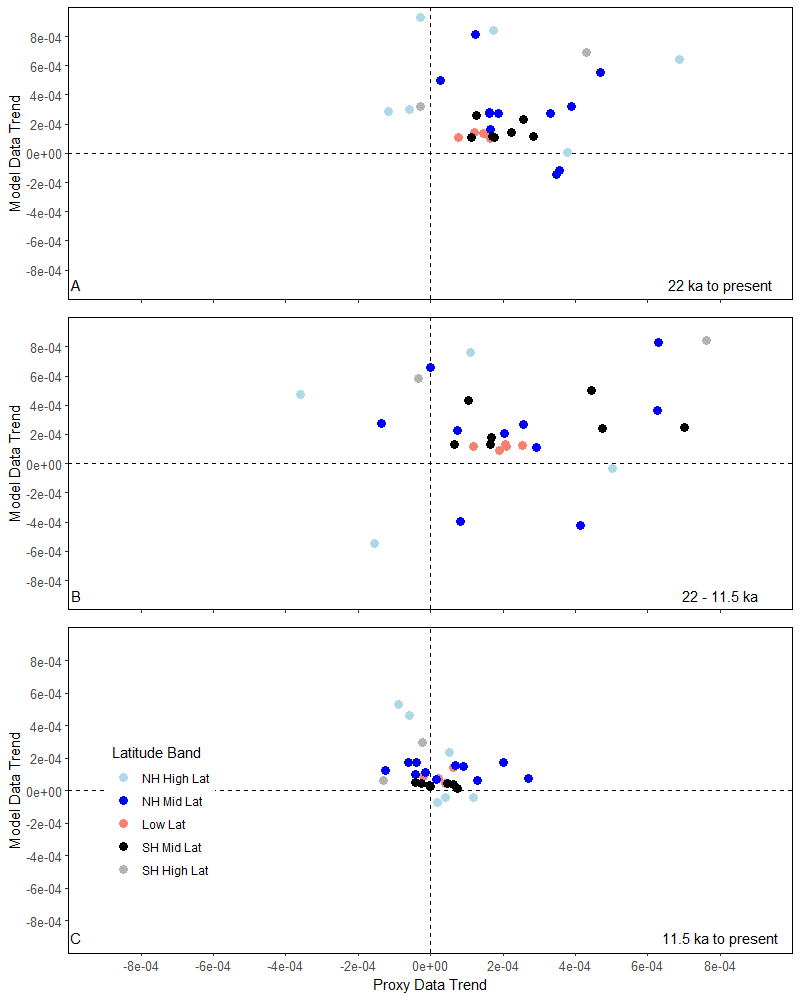 Model Data Trend
8e-04
6e-04
4e-04
2e-04
0e+00
-2e-04
-4e-04
-6e-04
-8e-04
A
22 ka to present
Model Data Trend
8e-04
6e-04
4e-04
2e-04
0e+00
-2e-04
-4e-04
-6e-04
-8e-04
B
22 - 11.5 ka
Model Data Trend
8e-04
6e-04
4e-04
2e-04
0e+00
-2e-04
-4e-04
-6e-04
-8e-04
Latitude Band
NH High Lat
NH Mid Lat
Low Lat
SH Mid Lat
SH High Lat
C
11.5 ka to present
-8e-04 -6e-04 -4e-04 -2e-04 0e+00 2e-04 4e-04 6e-04 8e-04
Proxy Data Trend